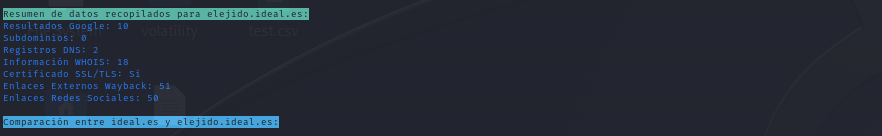 Resumen de datos recopilados para elejido.ideal.es:
Resultados Google: 10
Subdominios: 0
Registros DNS: 2
Información WHOIS: 18
Certificado SSL/TLS: Sí
Enlaces Externos Wayback: 51
Enlaces Redes Sociales: 50
Comparación entre ideal.es y elejido.ideal.es:
volatility
test.csv